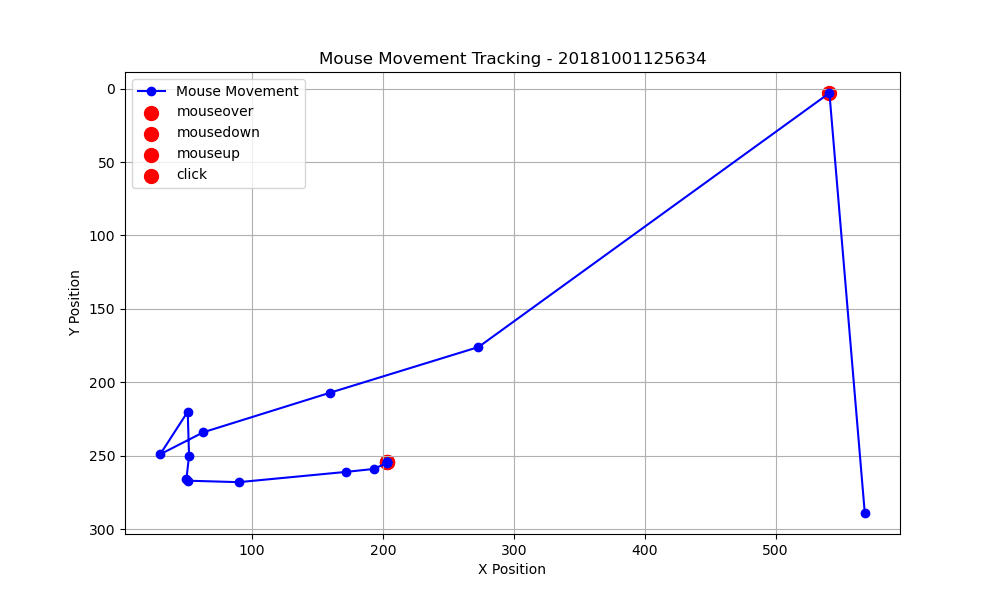 Mouse Movement Tracking - 20181001125634
Mouse Movement
mouseover
mousedown
mouseup
click
0
50
100
150
200
250
300
Y Position
100
200
300
400
500
X Position